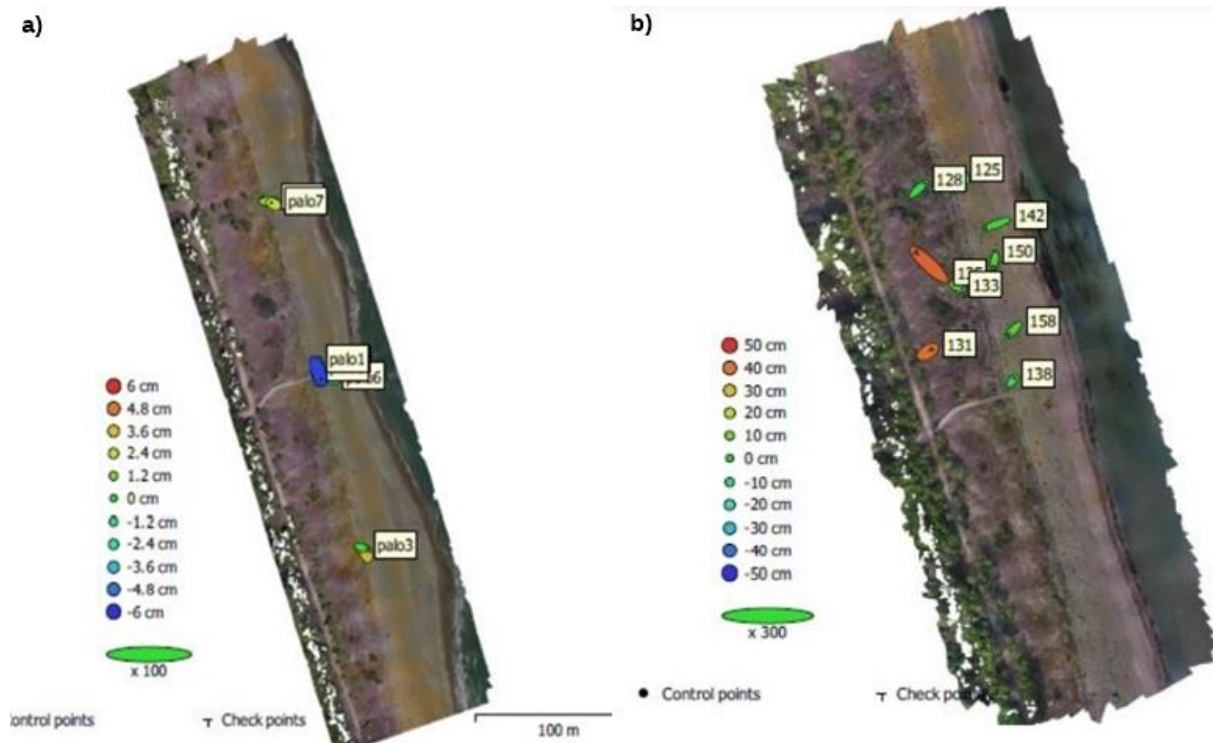 a)
palo7
palo1
palo3
6 cm
4.8 cm
3.6 cm
2.4 cm
1.2 cm
0 cm
-1.2 cm
-2.4 cm
-3.6 cm
-4.8 cm
-6 cm
x 100
ontrol points
Check points
100 m
b)
125
128
142
150
133
158
131
138
50 cm
40 cm
30 cm
20 cm
10 cm
0 cm
-10 cm
-20 cm
-30 cm
-40 cm
-50 cm
x 300
Control points
Check